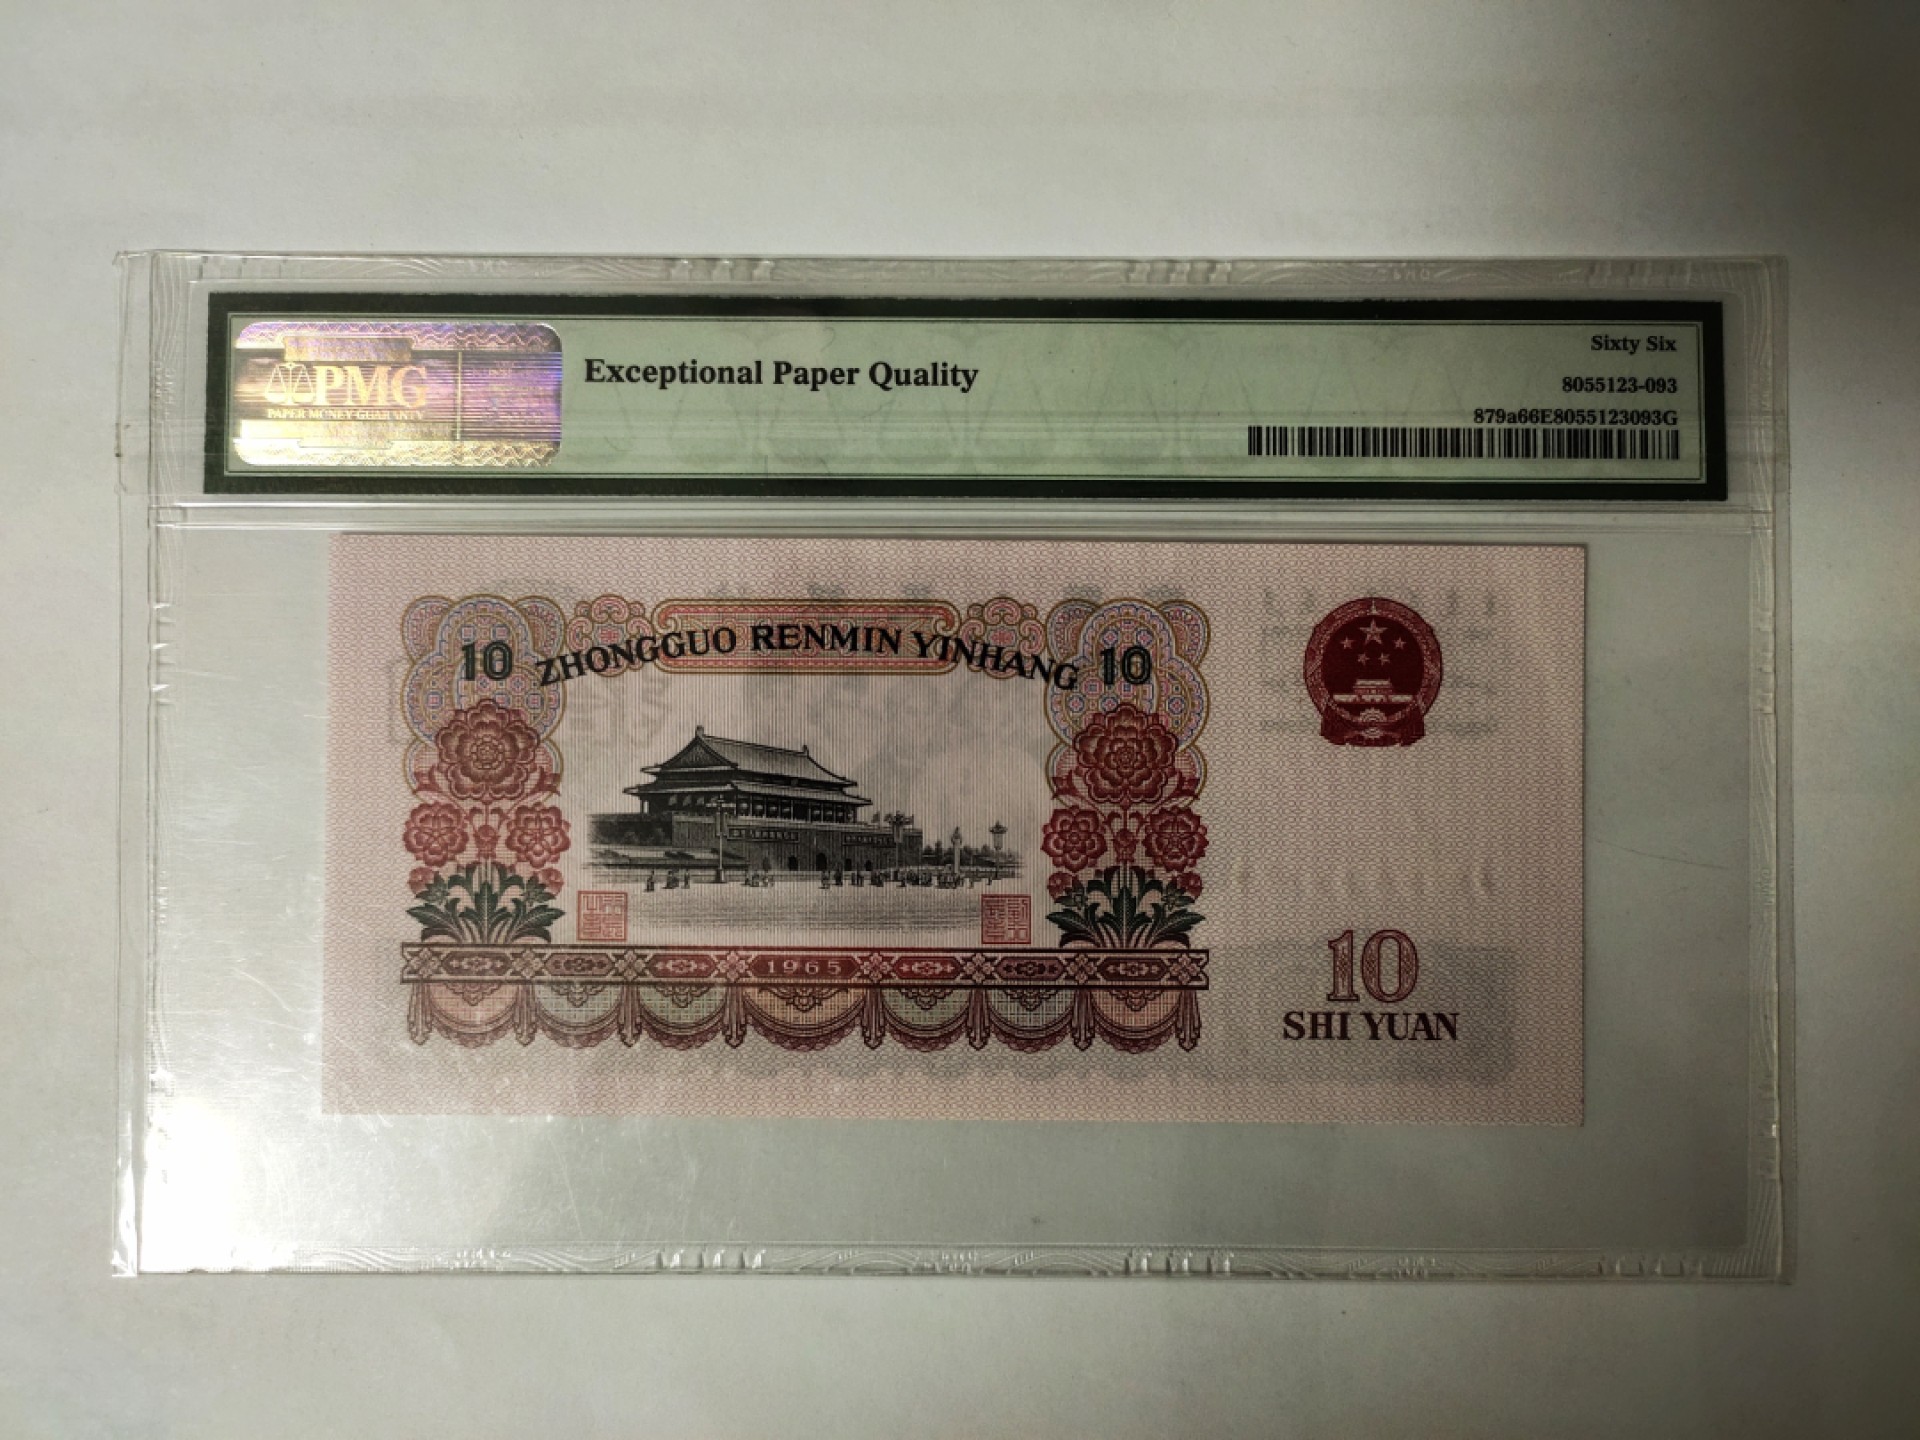 PMG
PAPER MONEY GUARANTY
Exceptional Paper Quality
Sixty Six
8055123-093
879a66E8055123093G
10 ZHONGGUO RENMIN YINHANG 10
1965
10
SHI YUAN